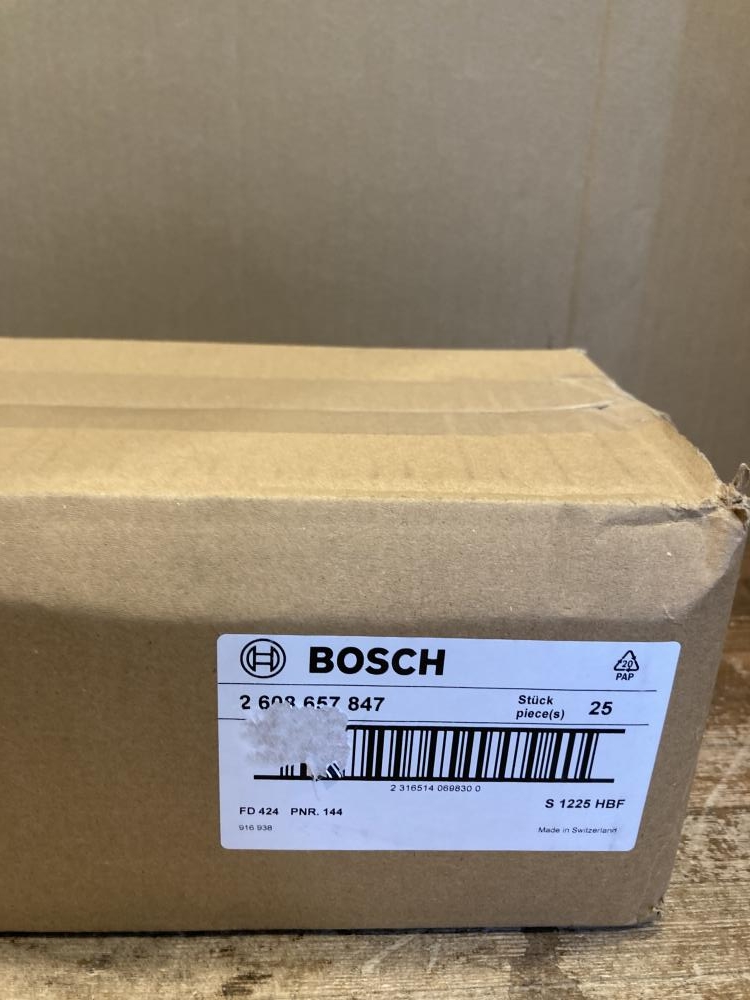 BOSCH
20
PAP
2 608 657 847
Stück
piece(s) 25
2 316514 069830 0
S 1225 HBF
FD 424 PNR. 144
916 938
Made in Switzerland